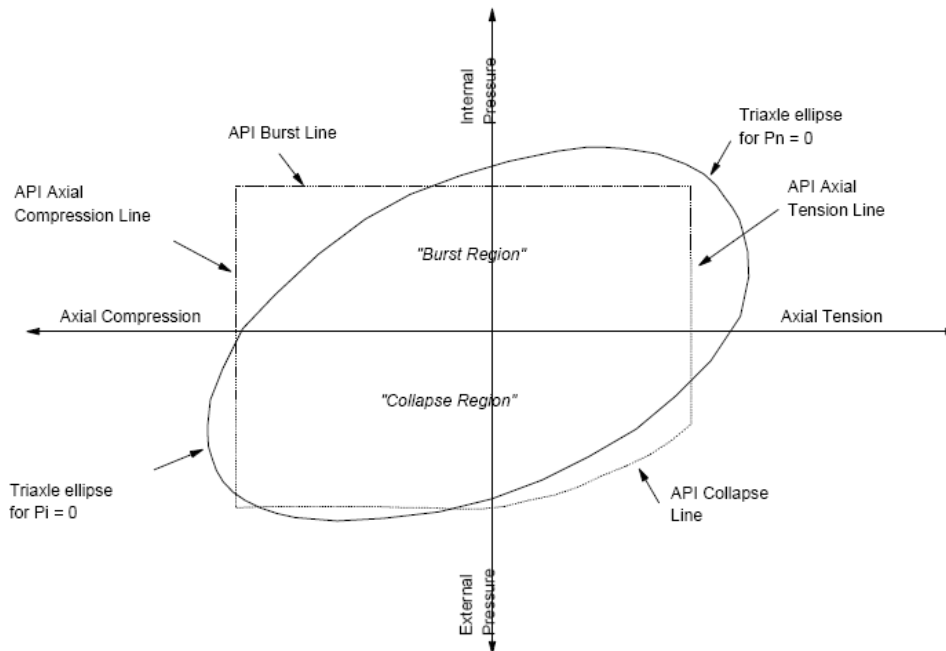 Internal
Pressure
Triaxle ellipse
for Pn = 0
API Burst Line
API Axial
Compression Line
API Axial
Tension Line
"Burst Region"
Axial Compression
Axial Tension
"Collapse Region"
Triaxle ellipse
for Pi = 0
API Collapse
Line
External
Pressure